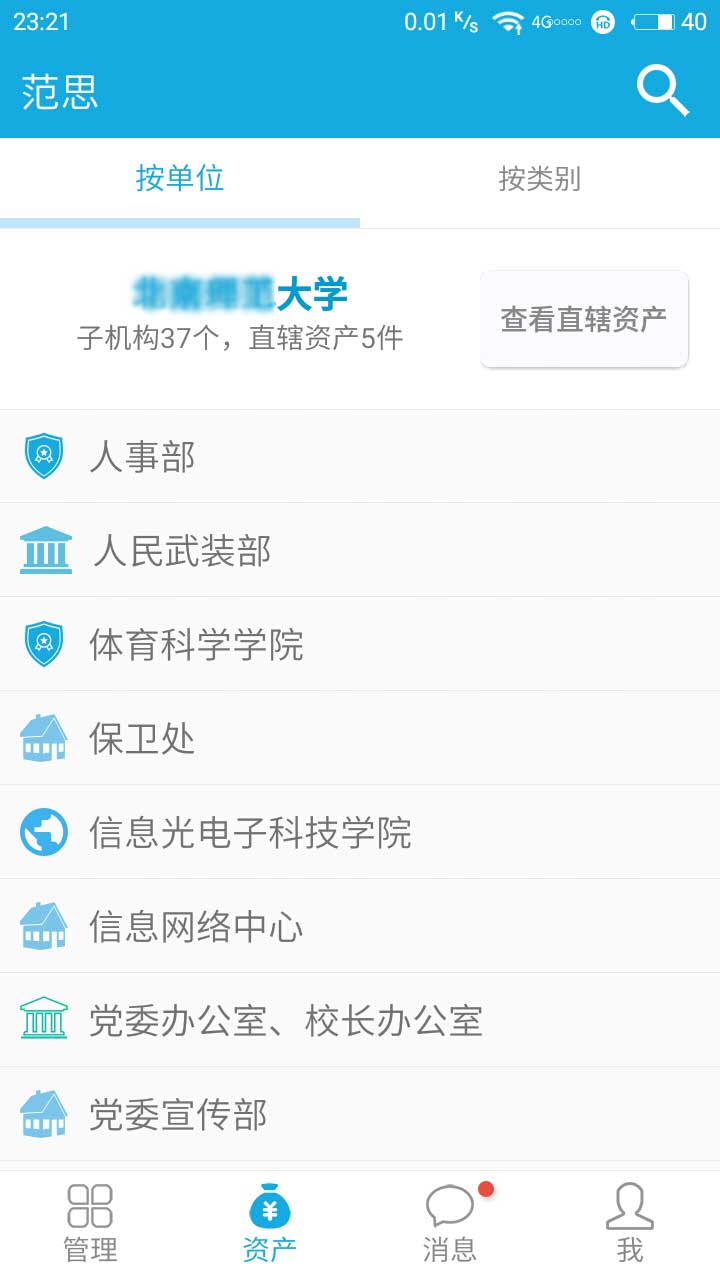 23:21
0.01 K/s 4G HD 40
范思
按单位
按类别
大学
子机构37个，直辖资产5件
查看直辖资产
人事部
人民武装部
体育科学学院
保卫处
信息光电子科技学院
信息网络中心
党委办公室、校长办公室
党委宣传部
管理
¥
资产
消息
我